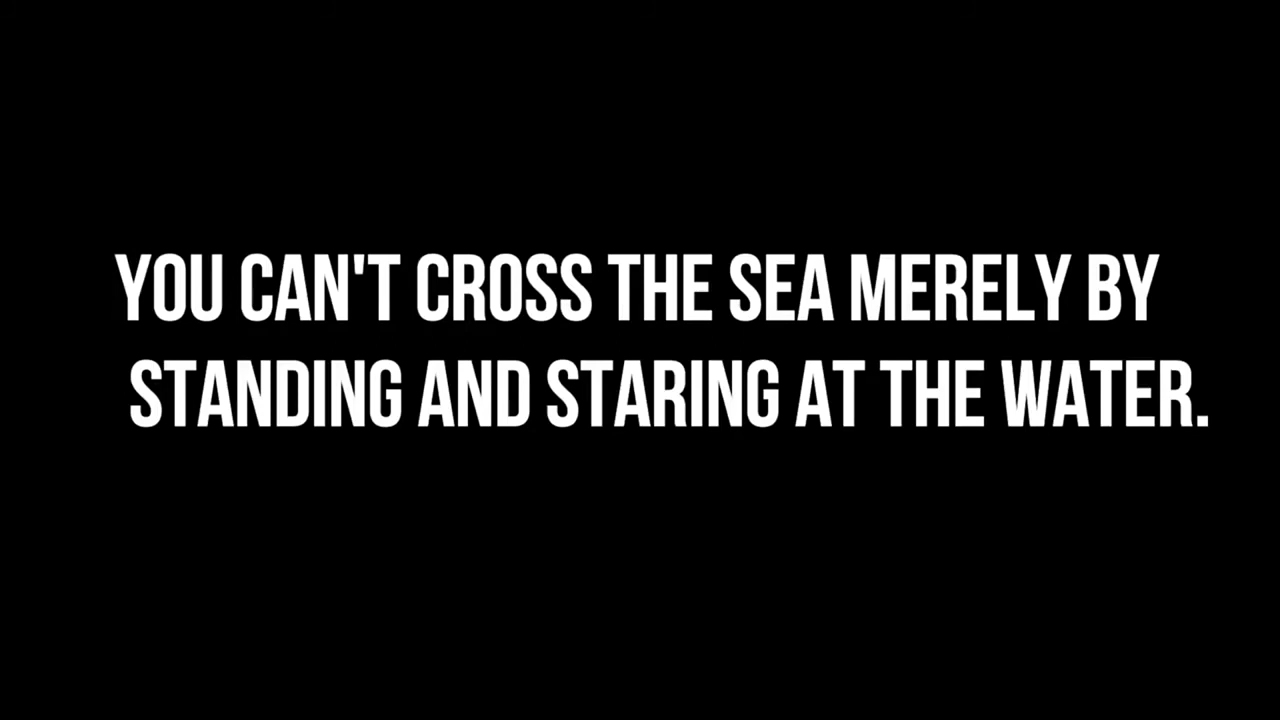 YOU CAN'T CROSS THE SEA MERELY BY
STANDING AND STARING AT THE WATER.